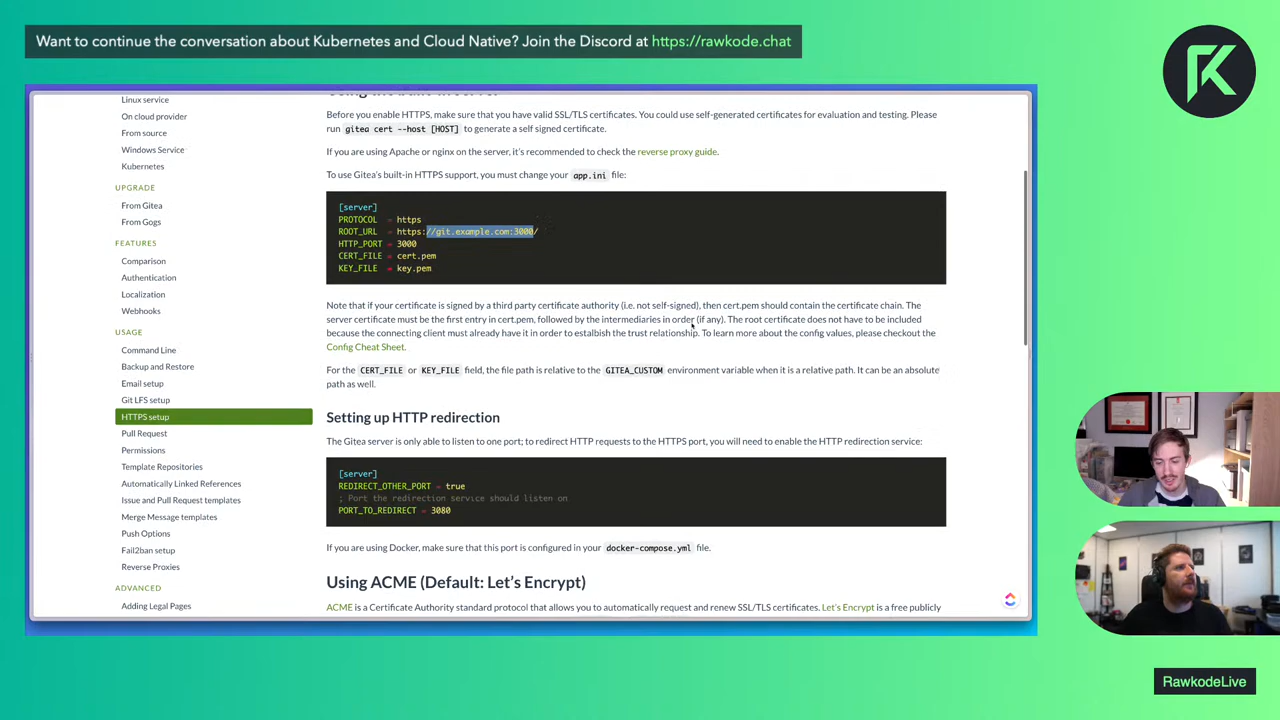 Want to continue the conversation about Kubernetes and Cloud Native? Join the Discord at https://rawkode.chat
Linux service
On cloud provider
From source
Windows Service
Kubernetes
UPGRADE
From Gitea
From Gogs
FEATURES
Comparison
Authentication
Localization
Webhooks
USAGE
Command Line
Backup and Restore
Email setup
Git LFS setup
HTTPS setup
Pull Request
Permissions
Template Repositories
Automatically Linked References
Issue and Pull Request templates
Merge Message templates
Push Options
Fail2ban setup
Reverse Proxies
ADVANCED
Adding Legal Pages
Before you enable HTTPS, make sure that you have valid SSL/TLS certificates. You could use self-generated certificates for evaluation and testing. Please
run gitea cert --host [HOST] to generate a self signed certificate.
If you are using Apache or nginx on the server, it's recommended to check the reverse proxy guide.
To use Gitea's built-in HTTPS support, you must change your app.ini file:
[server]
PROTOCOL = https
ROOT_URL = https://git.example.com:3000/
HTTP_PORT = 3000
CERT_FILE = cert.pem
KEY_FILE = key.pem
Note that if your certificate is signed by a third party certificate authority (i.e. not self-signed), then cert.pem should contain the certificate chain. The
server certificate must be the first entry in cert.pem, followed by the intermediaries in order (if any). The root certificate does not have to be included
because the connecting client must already have it in order to estalbish the trust relationship. To learn more about the config values, please checkout the
Config Cheat Sheet.
For the CERT_FILE or KEY_FILE field, the file path is relative to the GITEA_CUSTOM environment variable when it is a relative path. It can be an absolute
path as well.
Setting up HTTP redirection
The Gitea server is only able to listen to one port; to redirect HTTP requests to the HTTPS port, you will need to enable the HTTP redirection service:
[server]
REDIRECT_OTHER_PORT = true
; Port the redirection service should listen on
PORT_TO_REDIRECT = 3080
If you are using Docker, make sure that this port is configured in your docker-compose.yml file.
Using ACME (Default: Let's Encrypt)
ACME is a Certificate Authority standard protocol that allows you to automatically request and renew SSL/TLS certificates. Let's Encrypt is a free publicly
RawkodeLive